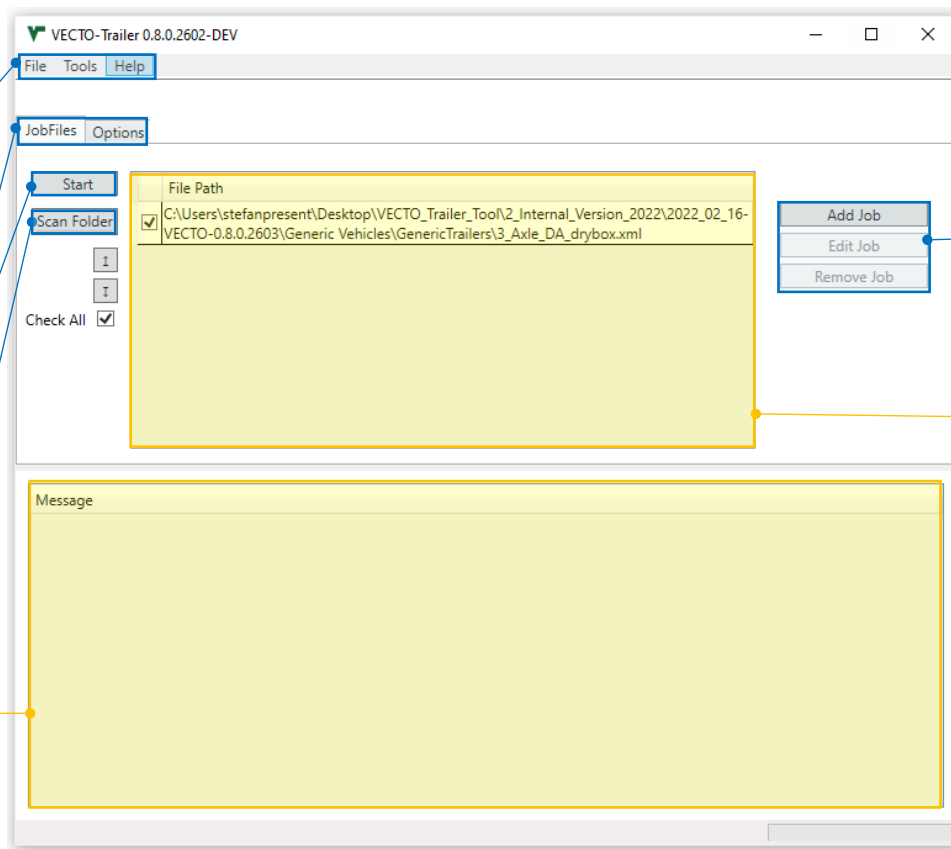 VECTO-Trailer 0.8.0.2602-DEV
File Tools Help
JobFiles Options
Start
Scan Folder
Check All
File Path
C:\Users\stefanpresent\Desktop\VECTO_Trailer_Tool\2_Internal_Version_2022\2022_02_16-
VECTO-0.8.0.2603\Generic Vehicles\GenericTrailers\3_Axle_DA_drybox.xml
Add Job
Edit Job
Remove Job
Message